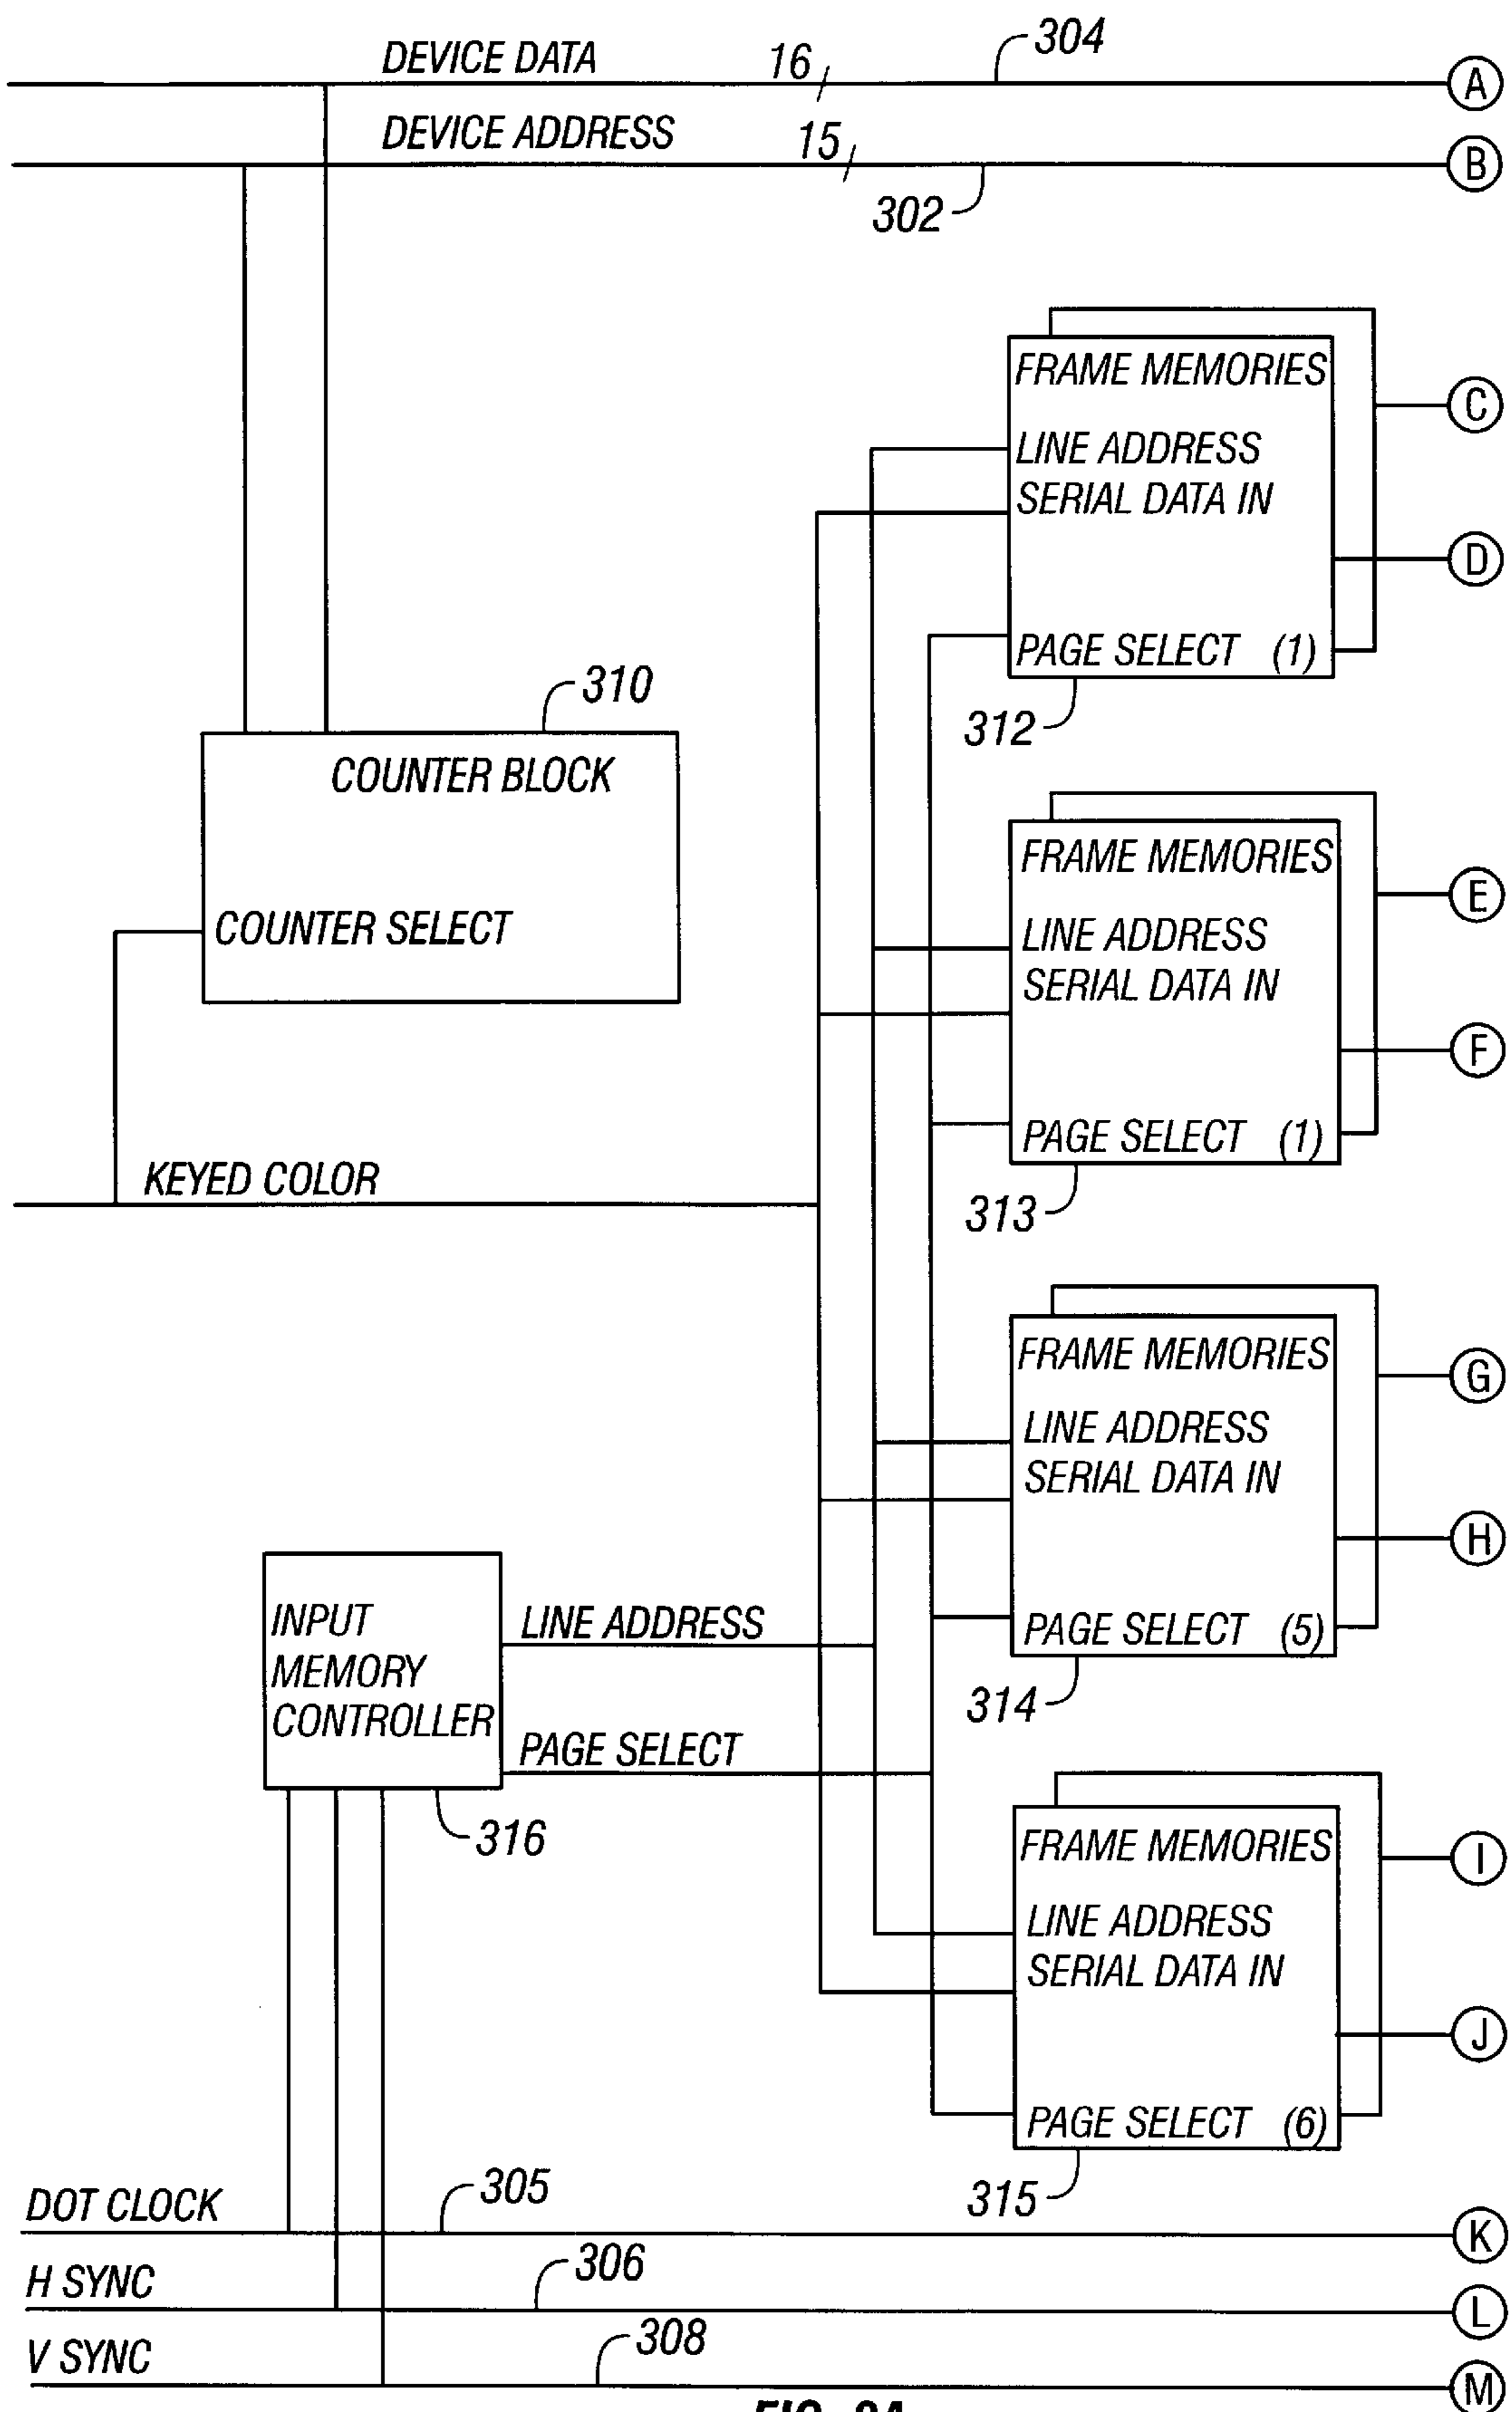 DEVICE DATA 16 304 A
DEVICE ADDRESS 15 B
302
FRAME MEMORIES
C
LINE ADDRESS
SERIAL DATA IN
D
PAGE SELECT (1)
312
310
COUNTER BLOCK
COUNTER SELECT
FRAME MEMORIES
E
LINE ADDRESS
SERIAL DATA IN
F
PAGE SELECT (1)
313
KEYED COLOR
FRAME MEMORIES
G
LINE ADDRESS
SERIAL DATA IN
H
PAGE SELECT (5)
314
INPUT
MEMORY
CONTROLLER
LINE ADDRESS
PAGE SELECT
316
FRAME MEMORIES
I
LINE ADDRESS
SERIAL DATA IN
J
PAGE SELECT (6)
315
DOT CLOCK 305 K
H SYNC 306 L
V SYNC 308 M